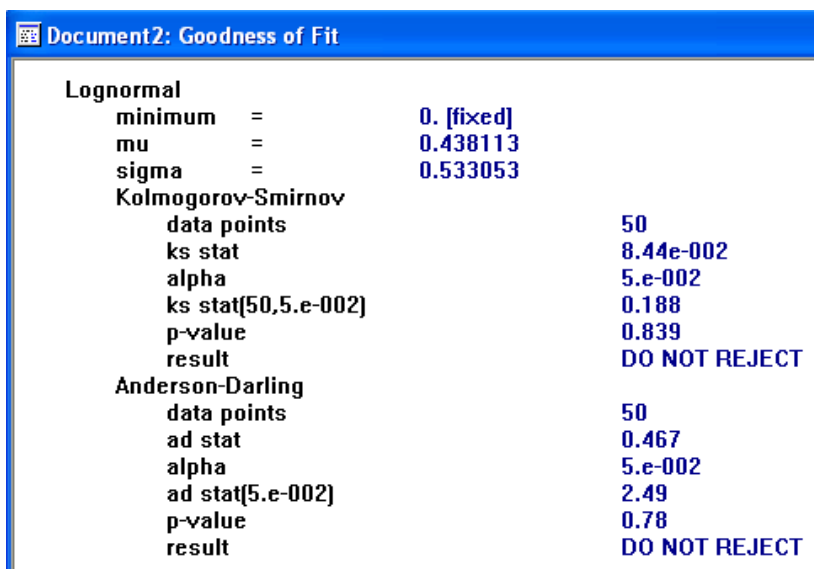 Document2: Goodness of Fit
Lognormal
minimum = 0. [fixed]
mu = 0.438113
sigma = 0.533053
Kolmogorov-Smirnov
data points 50
ks stat 8.44e-002
alpha 5.e-002
ks stat(50,5.e-002) 0.188
p-value 0.839
result DO NOT REJECT
Anderson-Darling
data points 50
ad stat 0.467
alpha 5.e-002
ad stat(5.e-002) 2.49
p-value 0.78
result DO NOT REJECT